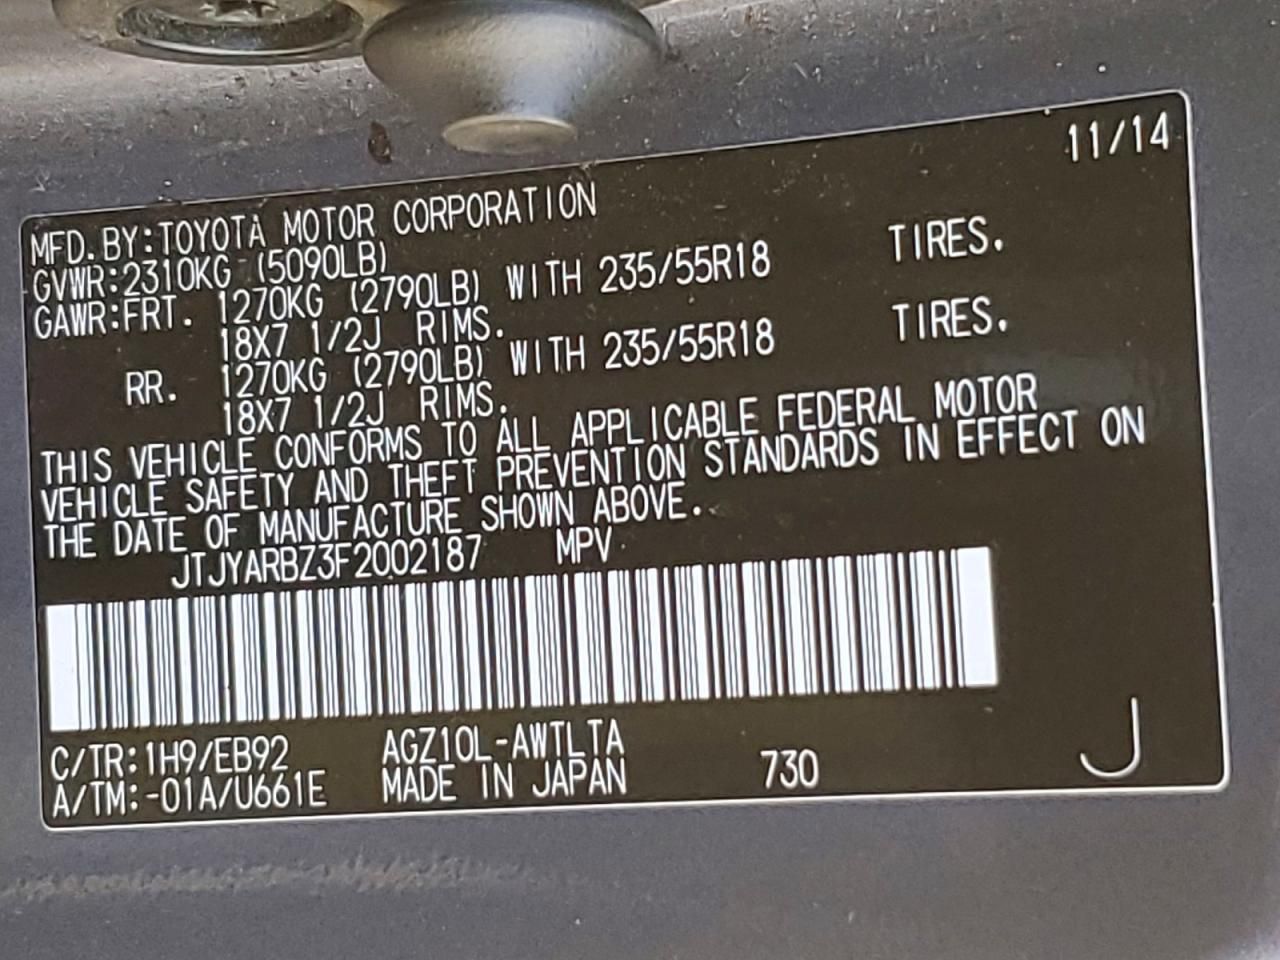 11/14
MFD.BY:TOYOTA MOTOR CORPORATION
GVWR:2310KG (5090LB)
GAWR:FRT. 1270KG (2790LB) WITH 235/55R18 TIRES.
18X7 1/2J RIMS.
RR. 1270KG (2790LB) WITH 235/55R18 TIRES.
18X7 1/2J RIMS.
THIS VEHICLE CONFORMS TO ALL APPLICABLE FEDERAL MOTOR
VEHICLE SAFETY AND THEFT PREVENTION STANDARDS IN EFFECT ON
THE DATE OF MANUFACTURE SHOWN ABOVE.
JTJYARBZ3F2002187 MPV
C/TR:1H9/EB92 AGZ10L-AWTLTA
A/TM:-01A/U661E MADE IN JAPAN 730 J